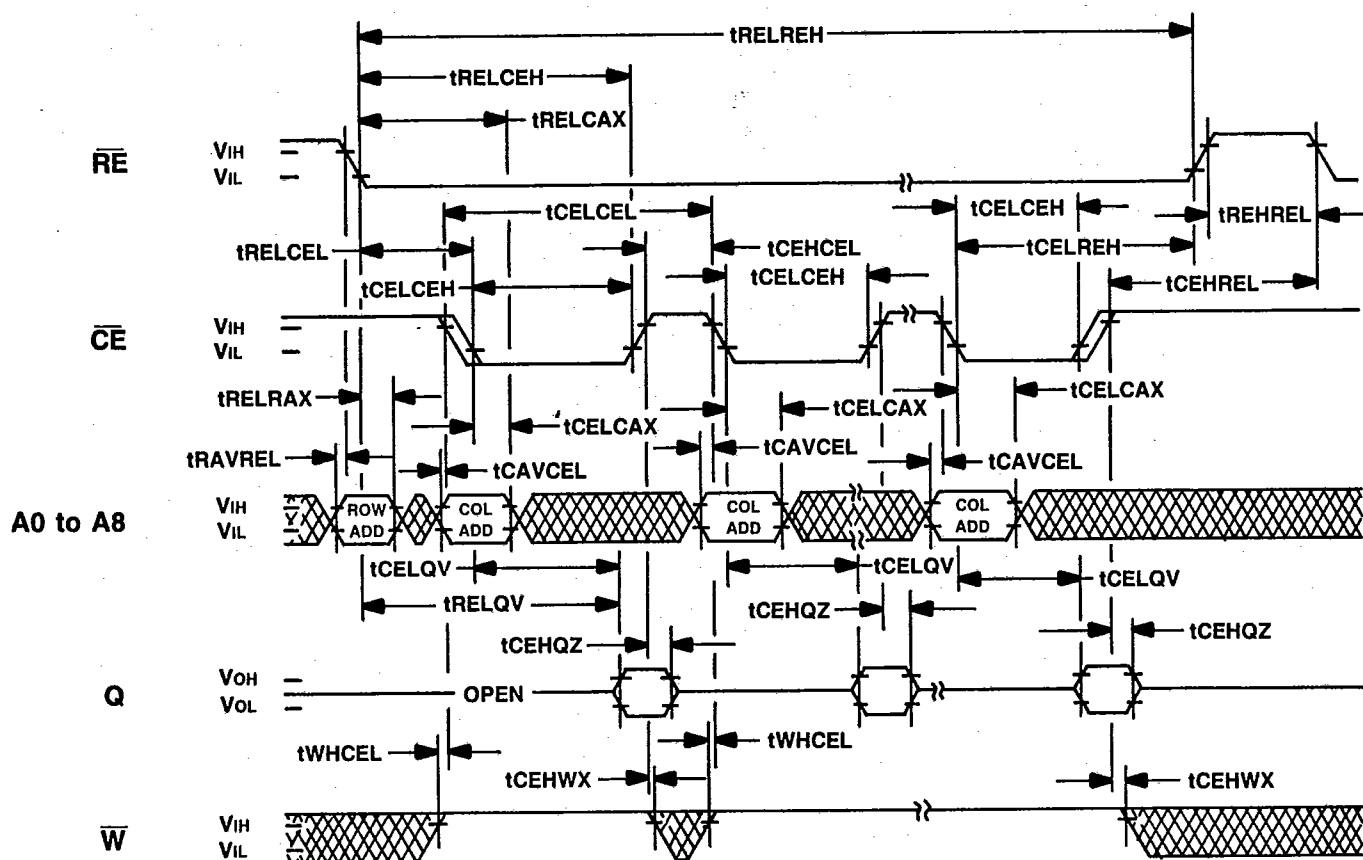 tRELREH
tRELCEH
tRELCAX
RE
VIH
VIL
tCELCEL
tCELCEH
tREHREL
tRELCEL
tCEHCEL
tCELREH
tCELCEH
tCELCEH
tCEHREL
CE
VIH
VIL
tRELRAX
tCELCAX
tCELCAX
tCELCAX
tRAVREL
tCAVCEL
tCAVCEL
A0 to A8
VIH
VIL
ROW ADD
COL ADD
COL ADD
COL ADD
tCELQV
tCELQV
tCELQV
tRELQV
tCEHQZ
tCEHQZ
tCEHQZ
Q
VOH
VOL
OPEN
tWHCEL
tWHCEL
tCEHWX
tCEHWX
W
VIH
VIL